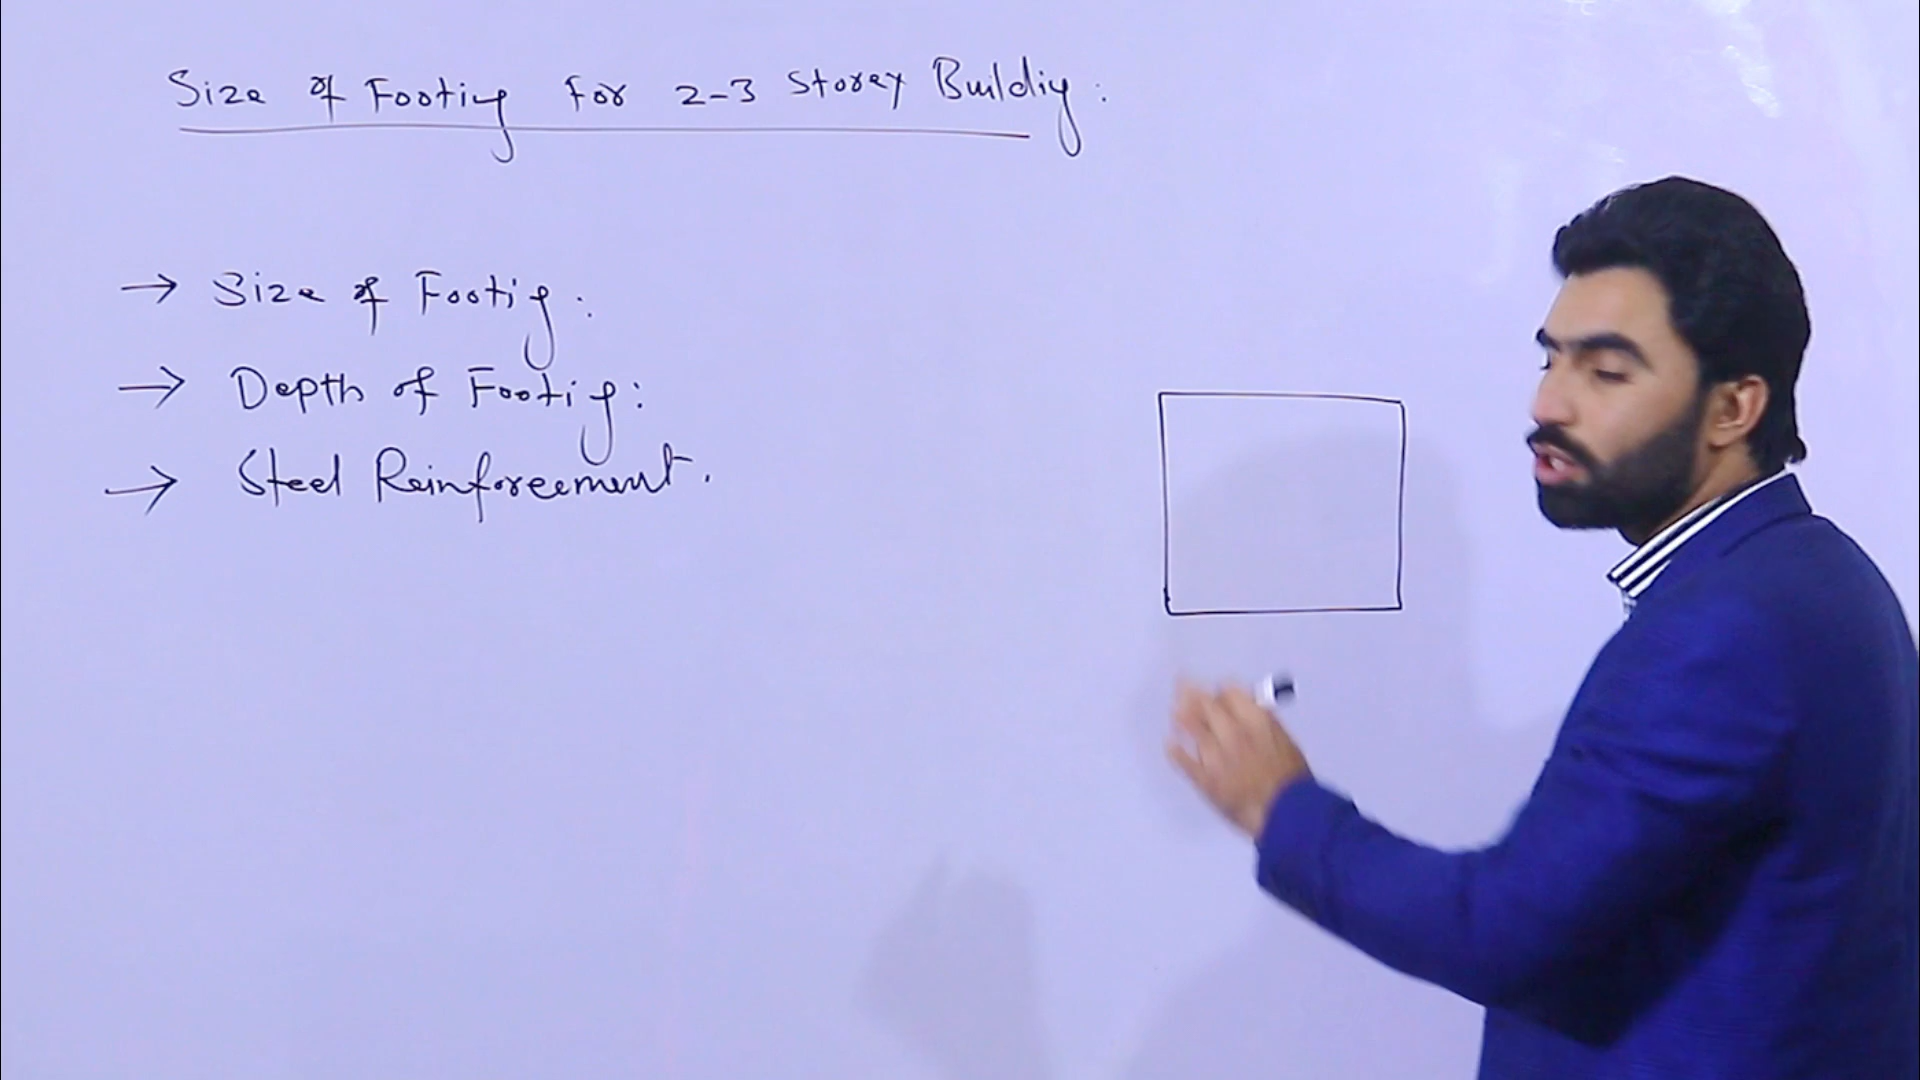 Size of Footing for 2-3 Storey Building:
→ Size of Footing:
→ Depth of Footing:
→ Steel Reinforcement.